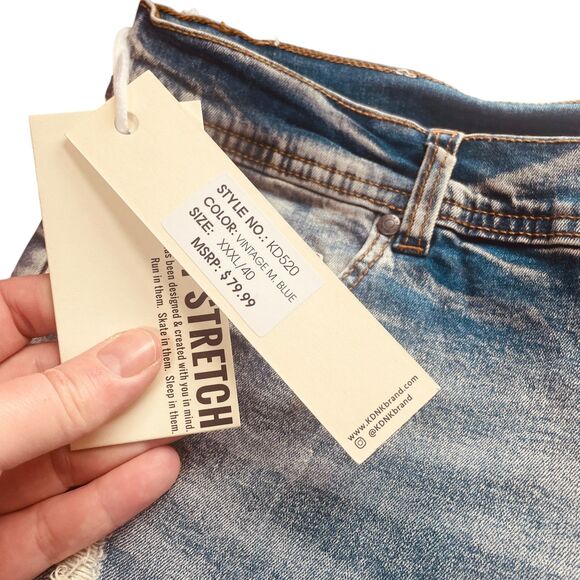 STYLE NO.: KD520
COLOR: VINTAGE M. BLUE
SIZE: XXXL/40
MSRP: $79.99
www.KDNKbrand.com
@KDNKbrand
STRETCH
has been designed & created with you in mind
Run in them. Skate in them. Sleep in them.